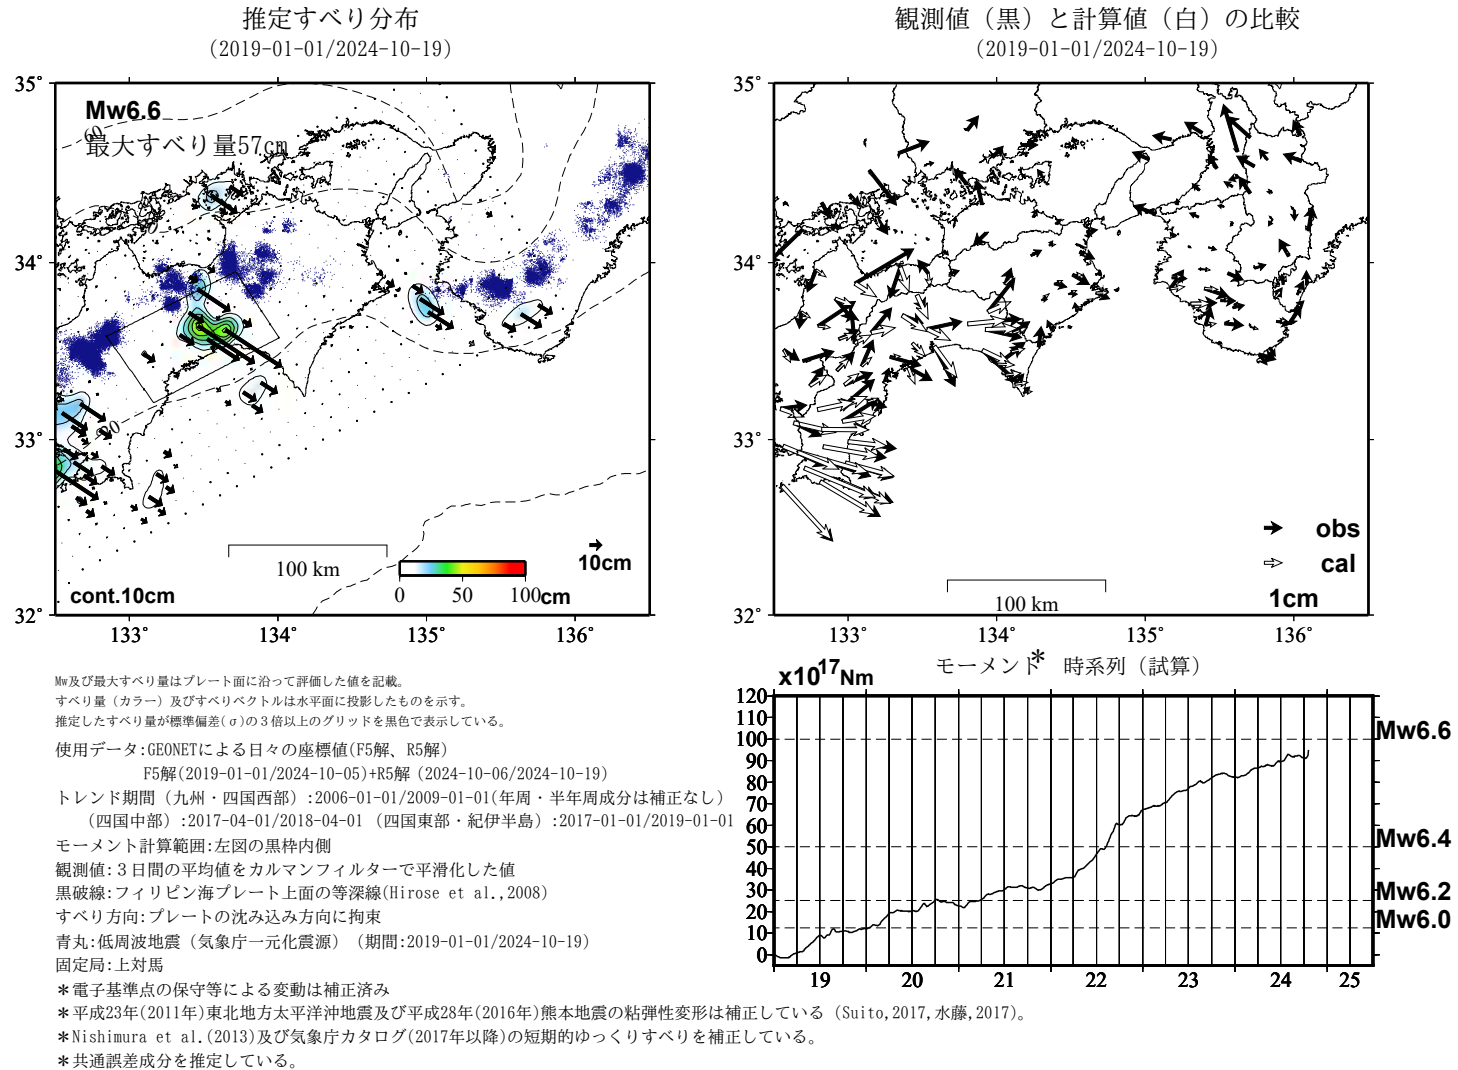 推定すべり分布
(2019-01-01/2024-10-19)
観測値（黒）と計算値（白）の比較
(2019-01-01/2024-10-19)
35°
34°
33°
32°
Mw6.6
最大すべり量57cm
60
20
100 km
10cm
0 50 100cm
cont.10cm
133° 134° 135° 136°
35°
34°
33°
32°
obs
cal
1cm
100 km
133° 134° 135° 136°
Mw及び最大すべり量はプレート面に沿って評価した値を記載。
すべり量（カラー）及びすべりベクトルは水平面に投影したものを示す。
推定したすべり量が標準偏差(σ)の３倍以上のグリッドを黒色で表示している。
使用データ:GEONETによる日々の座標値(F5解、R5解)
F5解(2019-01-01/2024-10-05)+R5解 (2024-10-06/2024-10-19)
トレンド期間（九州・四国西部）:2006-01-01/2009-01-01(年周・半年周成分は補正なし）
（四国中部）:2017-04-01/2018-04-01 （四国東部・紀伊半島）:2017-01-01/2019-01-01
モーメント計算範囲:左図の黒枠内側
観測値:３日間の平均値をカルマンフィルターで平滑化した値
黒破線:フィリピン海プレート上面の等深線(Hirose et al.,2008)
すべり方向:プレートの沈み込み方向に拘束
青丸:低周波地震（気象庁一元化震源）（期間:2019-01-01/2024-10-19)
固定局:上対馬
＊電子基準点の保守等による変動は補正済み
＊平成23年(2011年)東北地方太平洋沖地震及び平成28年(2016年)熊本地震の粘弾性変形は補正している（Suito,2017,水藤,2017)。
＊Nishimura et al.(2013)及び気象庁カタログ(2017年以降)の短期的ゆっくりすべりを補正している。
＊共通誤差成分を推定している。
モーメント* 時系列（試算）
x10¹⁷Nm
120
110
100
90
80
70
60
50
40
30
20
10
0
Mw6.6
Mw6.4
Mw6.2
Mw6.0
19 20 21 22 23 24 25